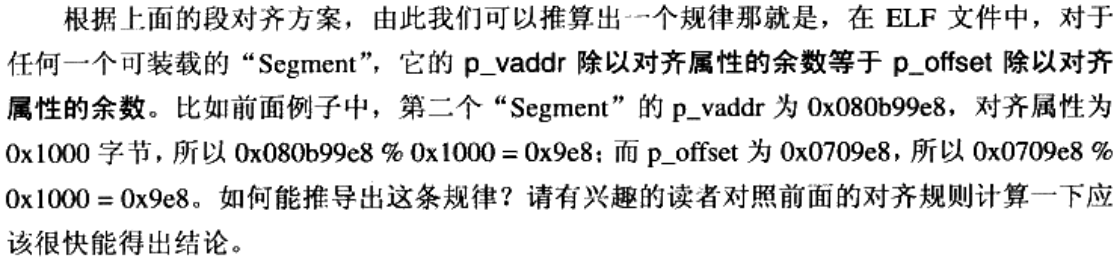 根据上面的段对齐方案，由此我们可以推算出一个规律那就是，在 ELF 文件中，对于
任何一个可装载的“Segment”，它的 p_vaddr 除以对齐属性的余数等于 p_offset 除以对齐
属性的余数。比如前面例子中，第二个“Segment”的 p_vaddr 为 0x080b99e8，对齐属性为
0x1000 字节，所以 0x080b99e8 % 0x1000 = 0x9e8；而 p_offset 为 0x0709e8，所以 0x0709e8 %
0x1000 = 0x9e8。如何能推导出这条规律？请有兴趣的读者对照前面的对齐规则计算一下应
该很快能得出结论。